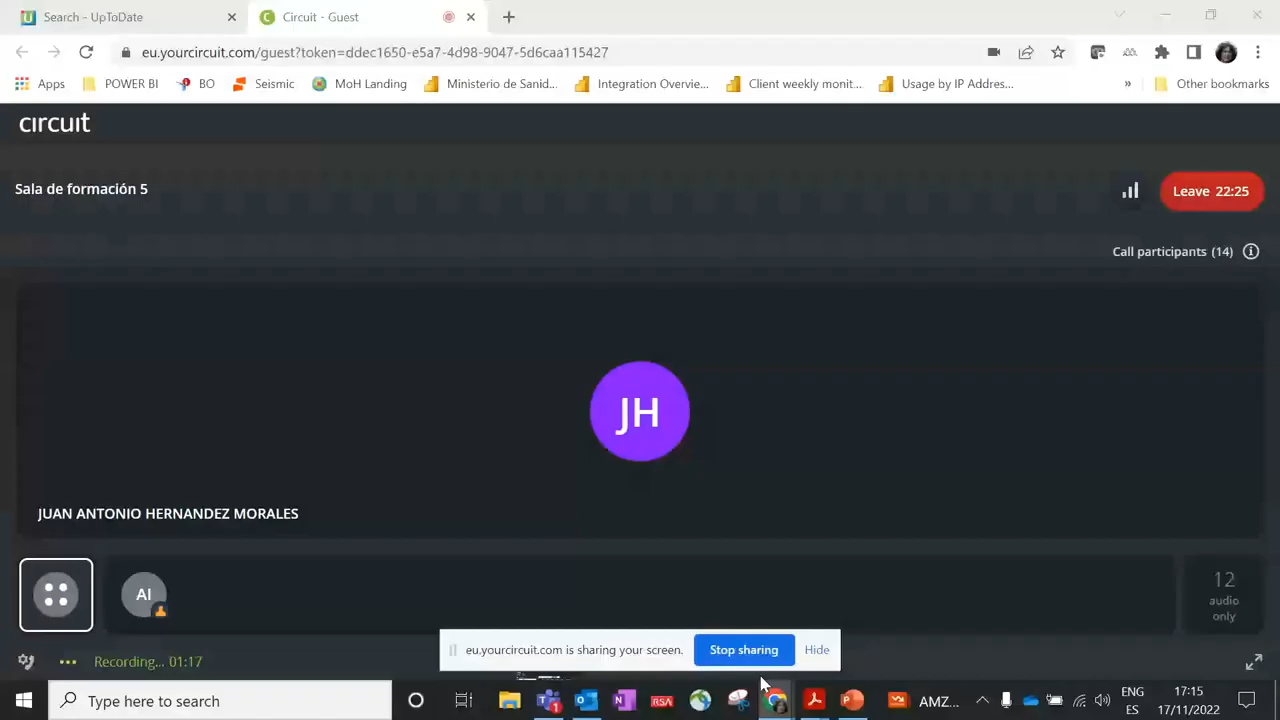 Search - UpToDate
Circuit - Guest
eu.yourcircuit.com/guest?token=ddec1650-e5a7-4d98-9047-5d6caa115427
Apps POWER BI BO Seismic MoH Landing Ministerio de Sanid... Integration Overvie... Client weekly monit... Usage by IP Addres... » Other bookmarks
circuit
Sala de formación 5
Leave 22:25
Call participants (14)
JH
JUAN ANTONIO HERNANDEZ MORALES
AI
12
audio
only
eu.yourcircuit.com is sharing your screen. Stop sharing Hide
Recording... 01:17
Type here to search
RSA
AMZ...
ENG
ES
17:15
17/11/2022